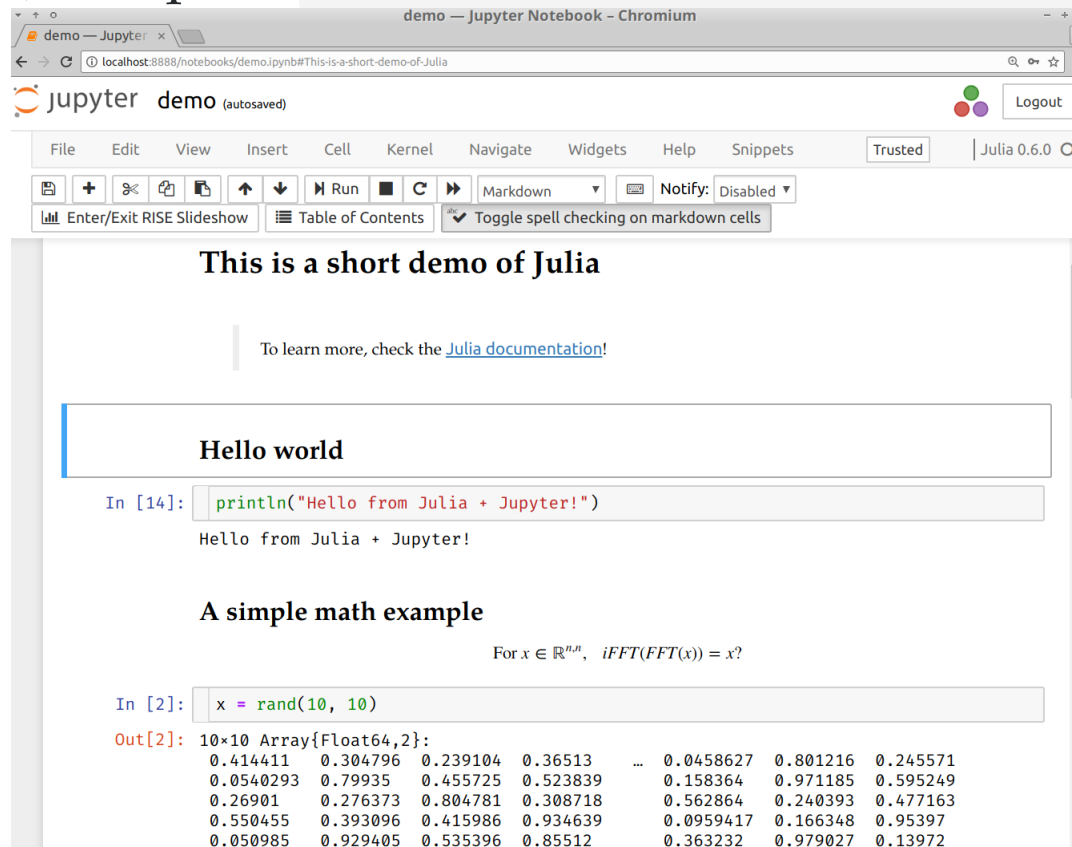 demo — Jupyter Notebook – Chromium
demo — Jupyter
localhost:8888/notebooks/demo.ipynb#This-is-a-short-demo-of-Julia
jupyter demo (autosaved)
Logout
File Edit View Insert Cell Kernel Navigate Widgets Help Snippets Trusted Julia 0.6.0
Run Markdown Notify: Disabled
Enter/Exit RISE Slideshow Table of Contents abc Toggle spell checking on markdown cells
This is a short demo of Julia
To learn more, check the Julia documentation!
Hello world
In [14]: println("Hello from Julia + Jupyter!")
Hello from Julia + Jupyter!
A simple math example
For x ∈ ℝⁿ,ⁿ, iFFT(FFT(x)) = x?
In [2]: x = rand(10, 10)
Out[2]: 10×10 Array{Float64,2}:
0.414411 0.304796 0.239104 0.36513 … 0.0458627 0.801216 0.245571
0.0540293 0.79935 0.455725 0.523839 0.158364 0.971185 0.595249
0.26901 0.276373 0.804781 0.308718 0.562864 0.240393 0.477163
0.550455 0.393096 0.415986 0.934639 0.0959417 0.166348 0.95397
0.050985 0.929405 0.535396 0.85512 0.363232 0.979027 0.13972